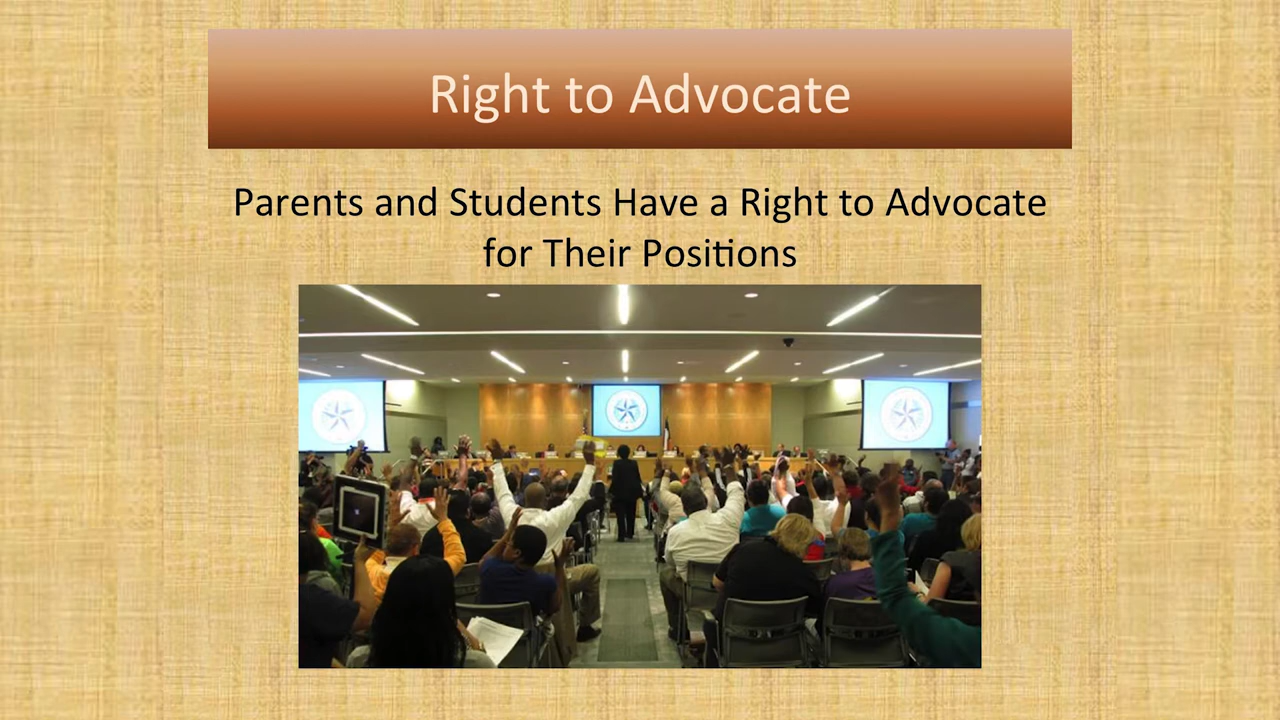 Right to Advocate
Parents and Students Have a Right to Advocate
for Their Positions